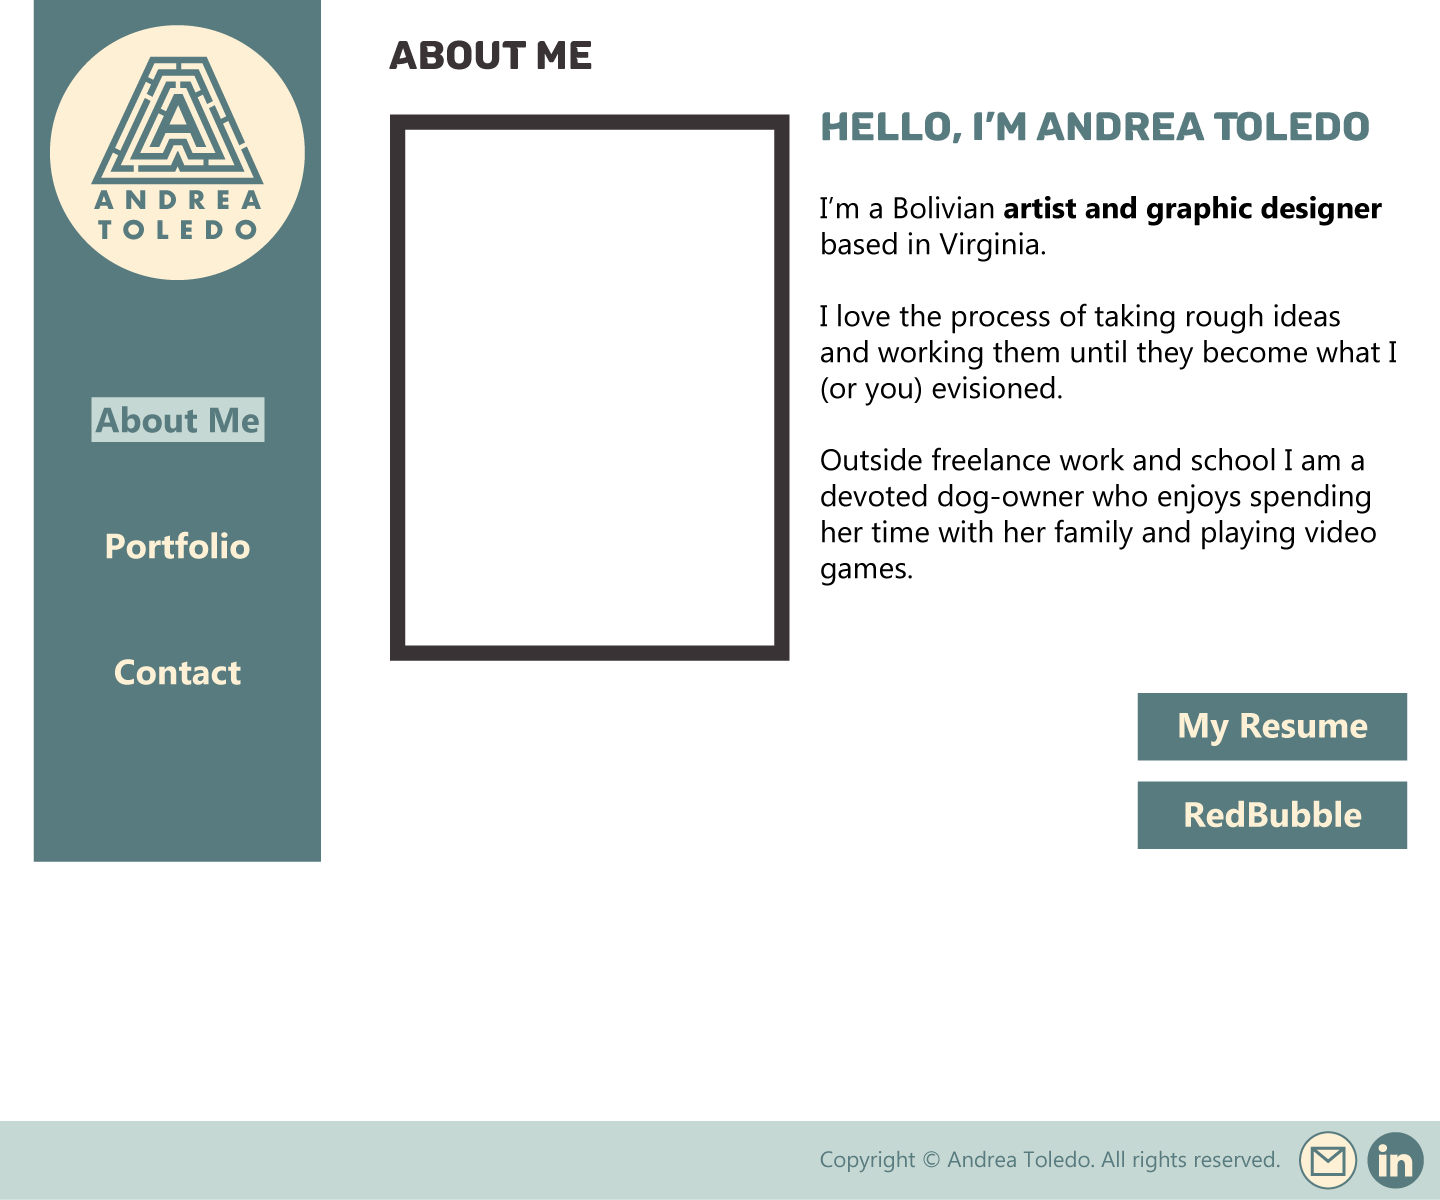 ANDREA
TOLEDO
About Me
Portfolio
Contact
ABOUT ME
HELLO, I’M ANDREA TOLEDO
I’m a Bolivian artist and graphic designer
based in Virginia.
I love the process of taking rough ideas
and working them until they become what I
(or you) evisioned.
Outside freelance work and school I am a
devoted dog-owner who enjoys spending
her time with her family and playing video
games.
My Resume
RedBubble
Copyright © Andrea Toledo. All rights reserved.
in